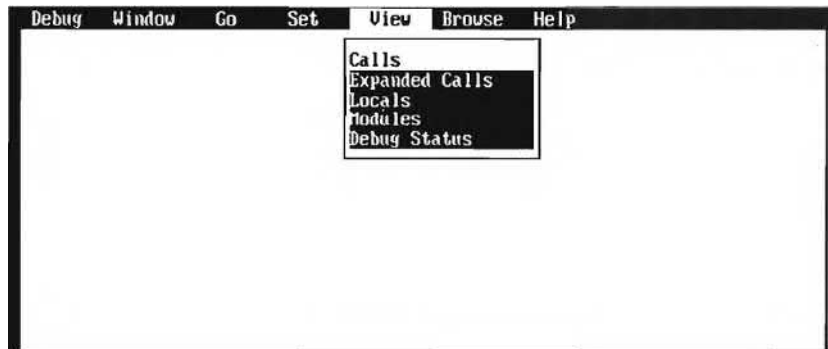 Debug Window Go Set View Browse Help
Calls
Expanded Calls
Locals
Modules
Debug Status